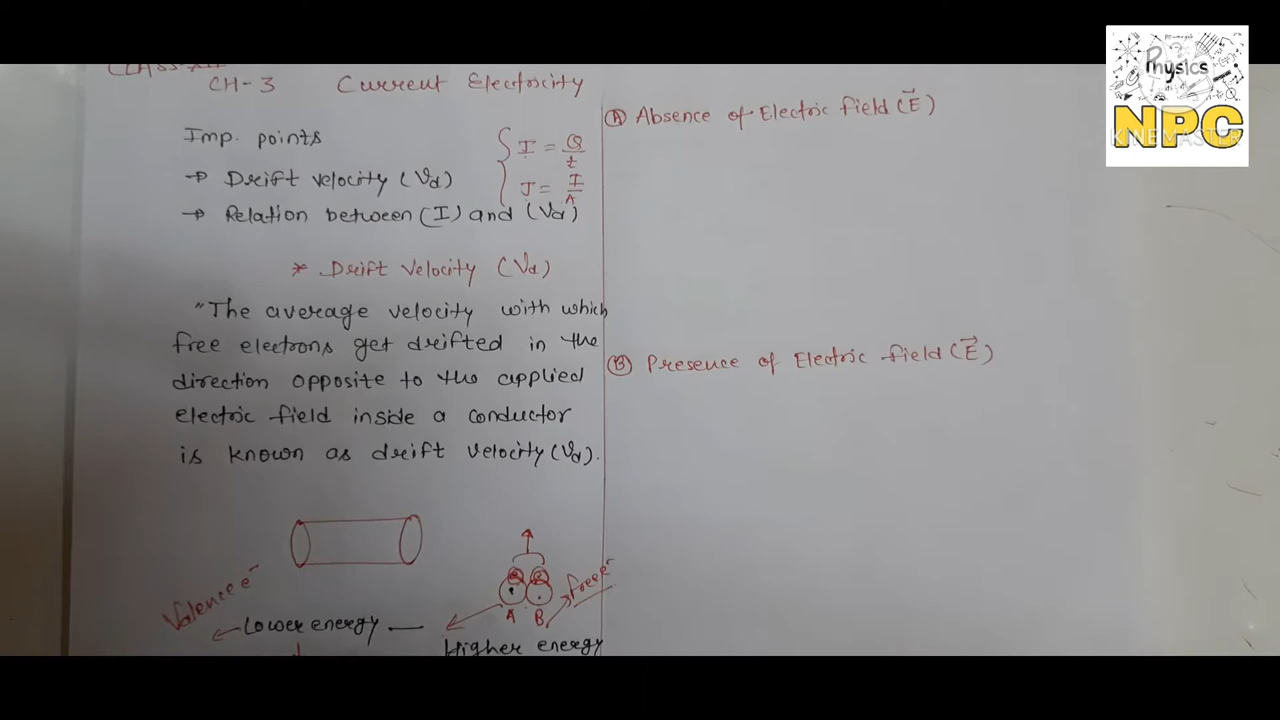 CLASS-XII
CH-3 Current Electricity
Imp. points
→ Drift velocity (Vd)
→ Relation between (I) and (Vd)
I = Q/t
J = I/A
* Drift Velocity (Vd)
"The average velocity with which
free electrons get drifted in the
direction opposite to the applied
electric field inside a conductor
is known as drift velocity (Vd).
Valence e⁻
Lower energy —
A B
free e⁻
Higher energy
(A) Absence of Electric field (E⃗)
(B) Presence of Electric field (E⃗)
Physics
NPC
KINEMASTER